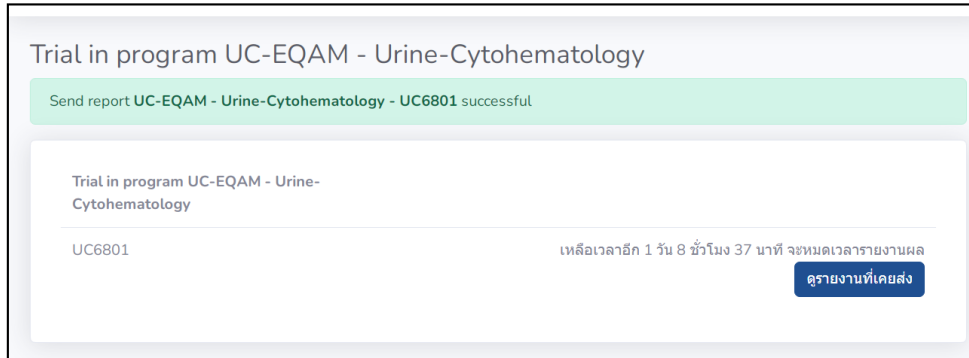 Trial in program UC-EQAM - Urine-Cytohematology
Send report UC-EQAM - Urine-Cytohematology - UC6801 successful
Trial in program UC-EQAM - Urine-
Cytohematology
UC6801
เหลือเวลาอีก 1 วัน 8 ชั่วโมง 37 นาที จะหมดเวลารายงานผล
ดูรายงานที่เคยส่ง